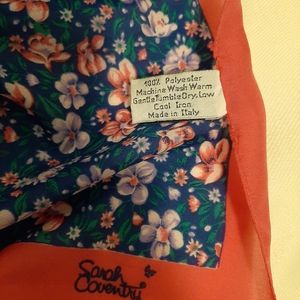 100% Polyester
Machine Wash Warm
Gentle Tumble Dry, Low
Cool Iron
Made in Italy
Sarah
Coventry